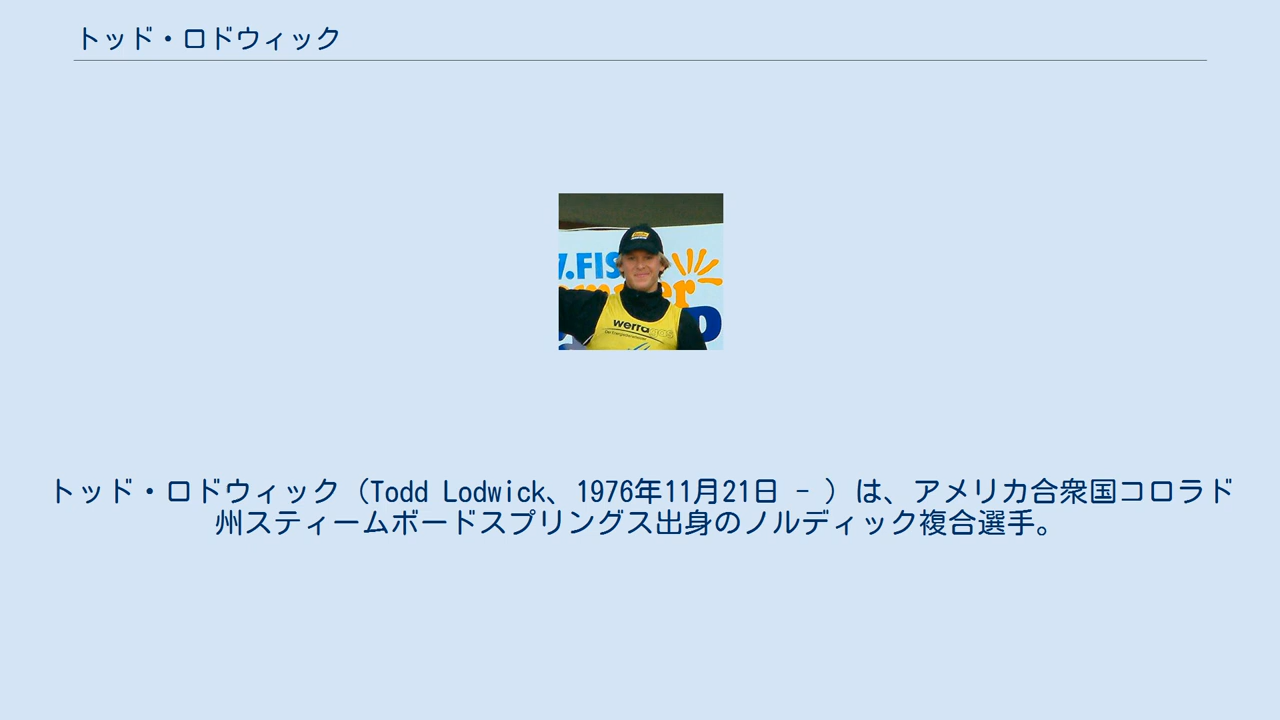 トッド・ロドウィック
W.FIS
werragas
トッド・ロドウィック（Todd Lodwick、1976年11月21日 - ）は、アメリカ合衆国コロラド
州スティームボードスプリングス出身のノルディック複合選手。